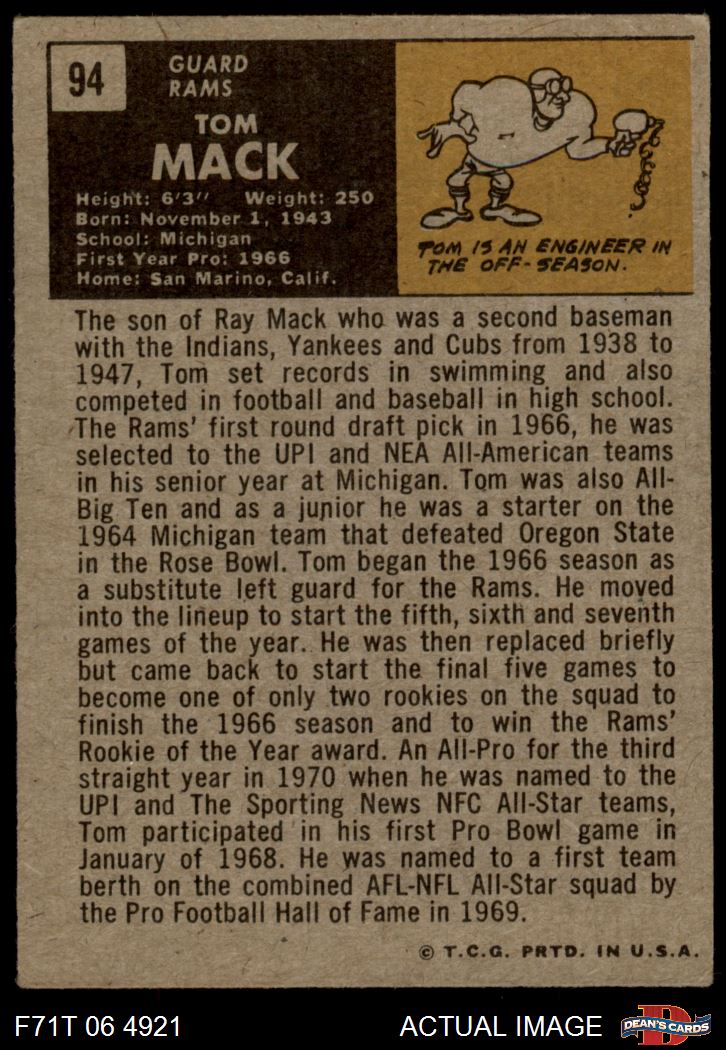 94
GUARD
RAMS
TOM
MACK
Height: 6'3" Weight: 250
Born: November 1, 1943
School: Michigan
First Year Pro: 1966
Home: San Marino, Calif.
TOM IS AN ENGINEER IN
THE OFF-SEASON.
The son of Ray Mack who was a second baseman
with the Indians, Yankees and Cubs from 1938 to
1947, Tom set records in swimming and also
competed in football and baseball in high school.
The Rams' first round draft pick in 1966, he was
selected to the UPI and NEA All-American teams
in his senior year at Michigan. Tom was also All-
Big Ten and as a junior he was a starter on the
1964 Michigan team that defeated Oregon State
in the Rose Bowl. Tom began the 1966 season as
a substitute left guard for the Rams. He moved
into the lineup to start the fifth, sixth and seventh
games of the year. He was then replaced briefly
but came back to start the final five games to
become one of only two rookies on the squad to
finish the 1966 season and to win the Rams'
Rookie of the Year award. An All-Pro for the third
straight year in 1970 when he was named to the
UPI and The Sporting News NFC All-Star teams,
Tom participated in his first Pro Bowl game in
January of 1968. He was named to a first team
berth on the combined AFL-NFL All-Star squad by
the Pro Football Hall of Fame in 1969.
© T.C.G. PRTD. IN U.S.A.
F71T 06 4921 ACTUAL IMAGE
D
DEAN'S CARDS